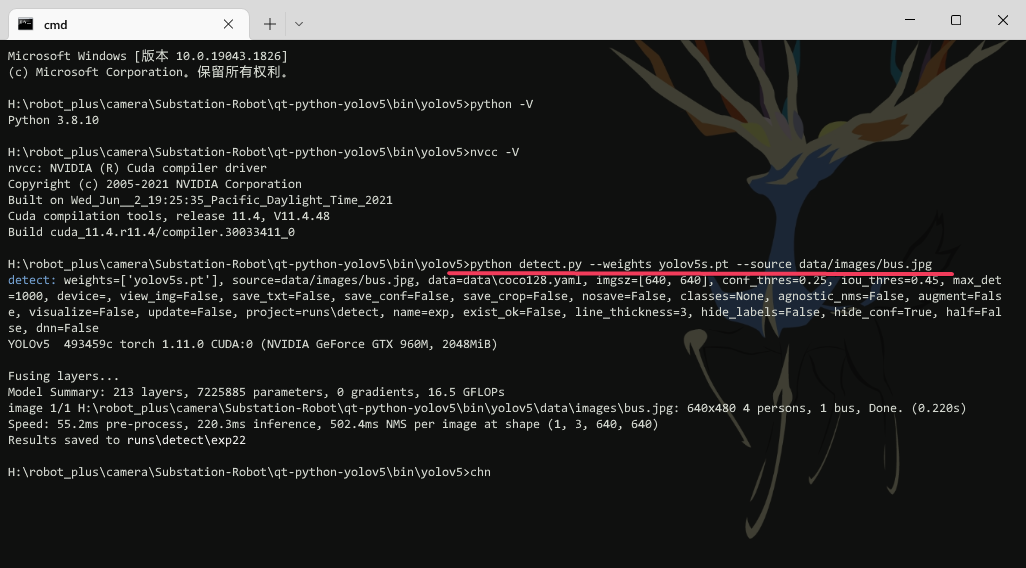 cmd
Microsoft Windows [版本 10.0.19043.1826]
(c) Microsoft Corporation。保留所有权利。
H:\robot_plus\camera\Substation-Robot\qt-python-yolov5\bin\yolov5>python -V
Python 3.8.10
H:\robot_plus\camera\Substation-Robot\qt-python-yolov5\bin\yolov5>nvcc -V
nvcc: NVIDIA (R) Cuda compiler driver
Copyright (c) 2005-2021 NVIDIA Corporation
Built on Wed_Jun__2_19:25:35_Pacific_Daylight_Time_2021
Cuda compilation tools, release 11.4, V11.4.48
Build cuda_11.4.r11.4/compiler.30033411_0
H:\robot_plus\camera\Substation-Robot\qt-python-yolov5\bin\yolov5>python detect.py --weights yolov5s.pt --source data/images/bus.jpg
detect: weights=['yolov5s.pt'], source=data/images/bus.jpg, data=data\coco128.yaml, imgsz=[640, 640], conf_thres=0.25, iou_thres=0.45, max_det
=1000, device=, view_img=False, save_txt=False, save_conf=False, save_crop=False, nosave=False, classes=None, agnostic_nms=False, augment=Fals
e, visualize=False, update=False, project=runs\detect, name=exp, exist_ok=False, line_thickness=3, hide_labels=False, hide_conf=True, half=Fal
se, dnn=False
YOLOv5  493459c torch 1.11.0 CUDA:0 (NVIDIA GeForce GTX 960M, 2048MiB)
Fusing layers...
Model Summary: 213 layers, 7225885 parameters, 0 gradients, 16.5 GFLOPs
image 1/1 H:\robot_plus\camera\Substation-Robot\qt-python-yolov5\bin\yolov5\data\images\bus.jpg: 640x480 4 persons, 1 bus, Done. (0.220s)
Speed: 55.2ms pre-process, 220.3ms inference, 502.4ms NMS per image at shape (1, 3, 640, 640)
Results saved to runs\detect\exp22
H:\robot_plus\camera\Substation-Robot\qt-python-yolov5\bin\yolov5>chn